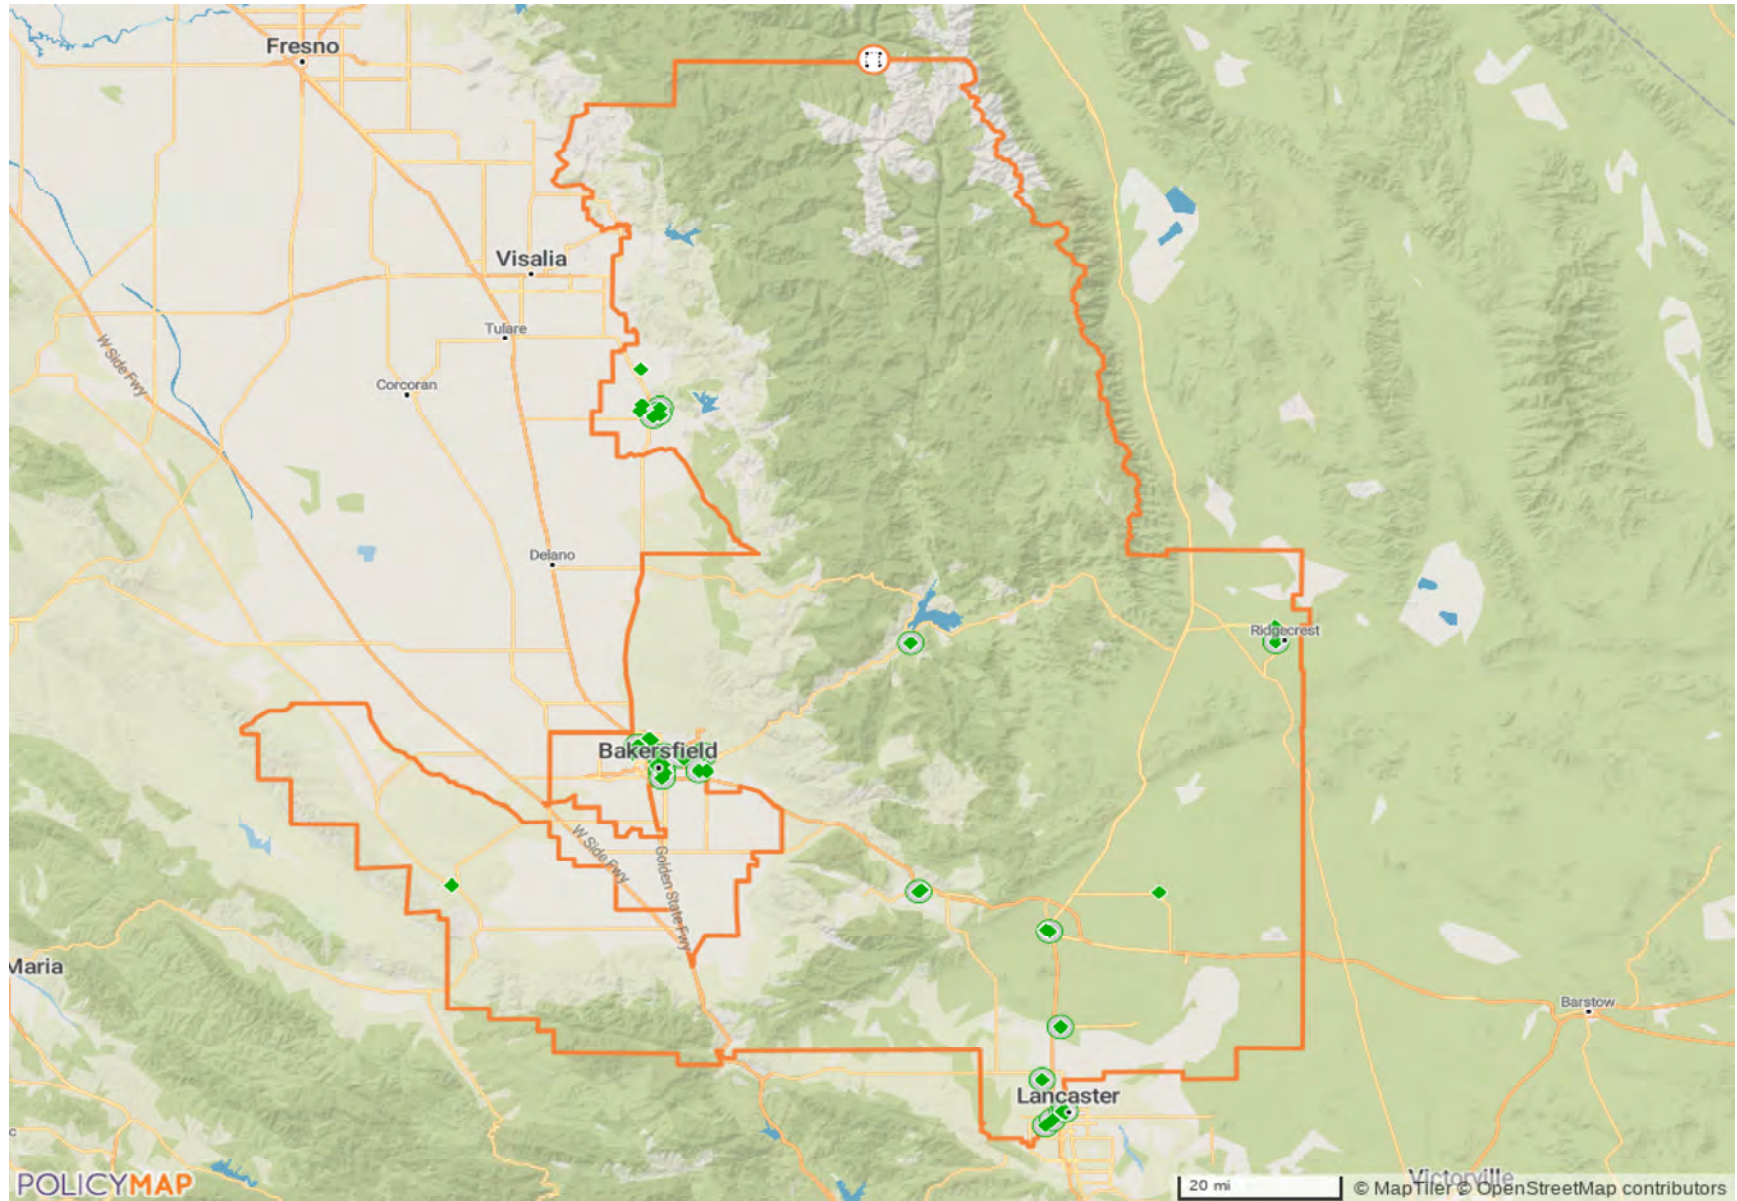 Fresno
Visalia
Tulare
W Side Fwy
Corcoran
Delano
Ridgecrest
Bakersfield
W Side Fwy
Golden State Fwy
Maria
Barstow
Lancaster
c
POLICYMAP
20 mi
Victorville
© MapTiler © OpenStreetMap contributors